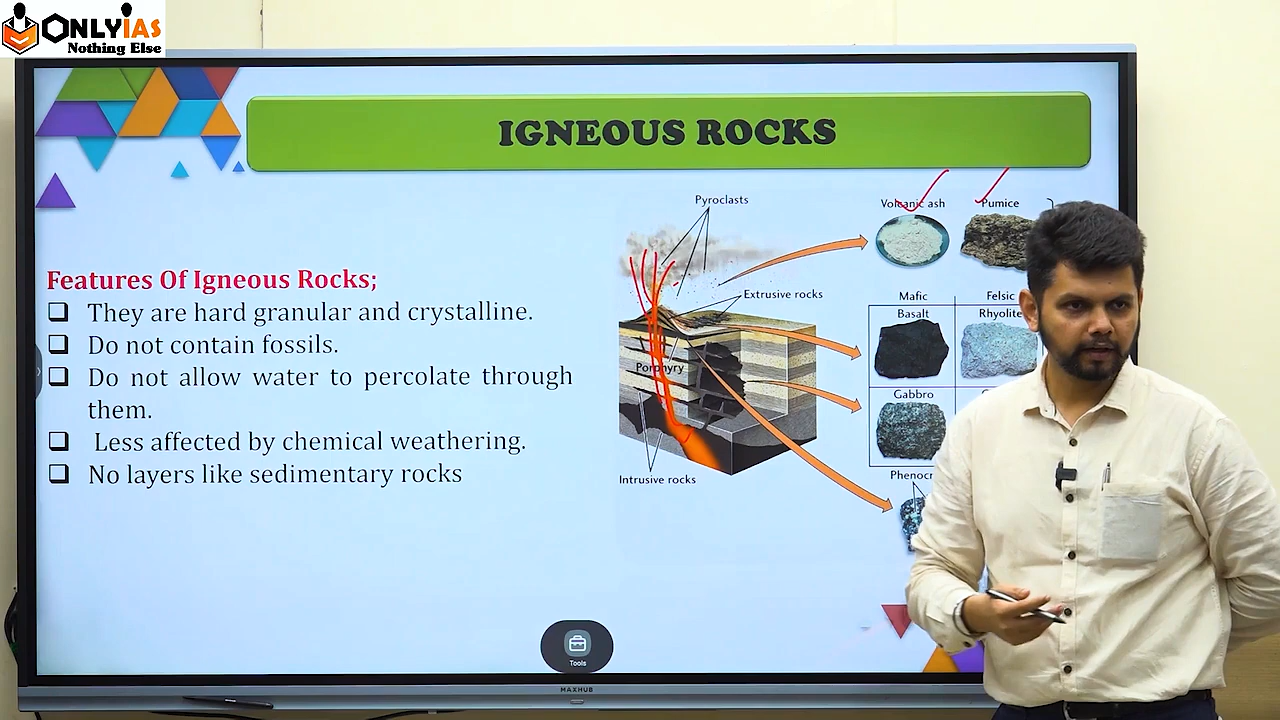 ONLYIAS
Nothing Else
IGNEOUS ROCKS
Features Of Igneous Rocks;
They are hard granular and crystalline.
Do not contain fossils.
Do not allow water to percolate through
them.
Less affected by chemical weathering.
No layers like sedimentary rocks
Pyroclasts
Volcanic ash
Pumice
Extrusive rocks
Mafic
Felsic
Basalt
Rhyolite
Porphyry
Gabbro
Intrusive rocks
Tools
MAXHUB